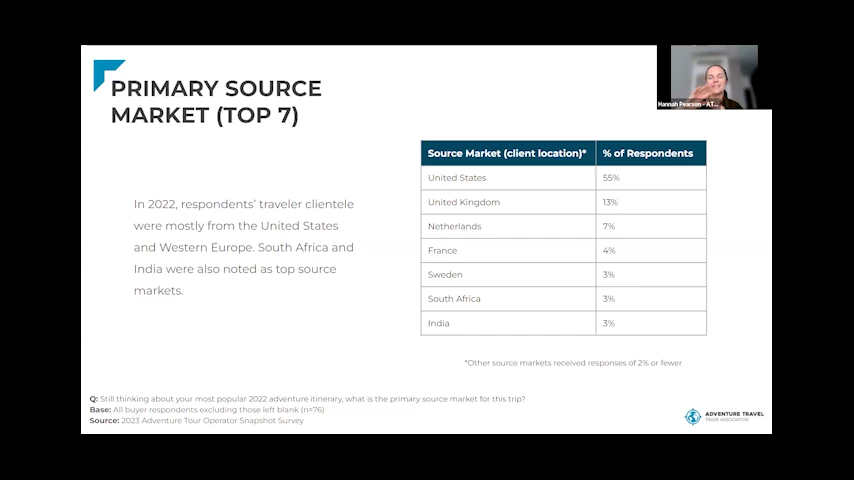 PRIMARY SOURCE
MARKET (TOP 7)
Hannah Pearson - AT...
In 2022, respondents' traveler clientele
were mostly from the United States
and Western Europe. South Africa and
India were also noted as top source
markets.
Source Market (client location)* % of Respondents
United States 55%
United Kingdom 13%
Netherlands 7%
France 4%
Sweden 3%
South Africa 3%
India 3%
*Other source markets received responses of 2% or fewer
Q: Still thinking about your most popular 2022 adventure itinerary, what is the primary source market for this trip?
Base: All buyer respondents excluding those left blank (n=76)
Source: 2023 Adventure Tour Operator Snapshot Survey
ADVENTURE TRAVEL
TRADE ASSOCIATION